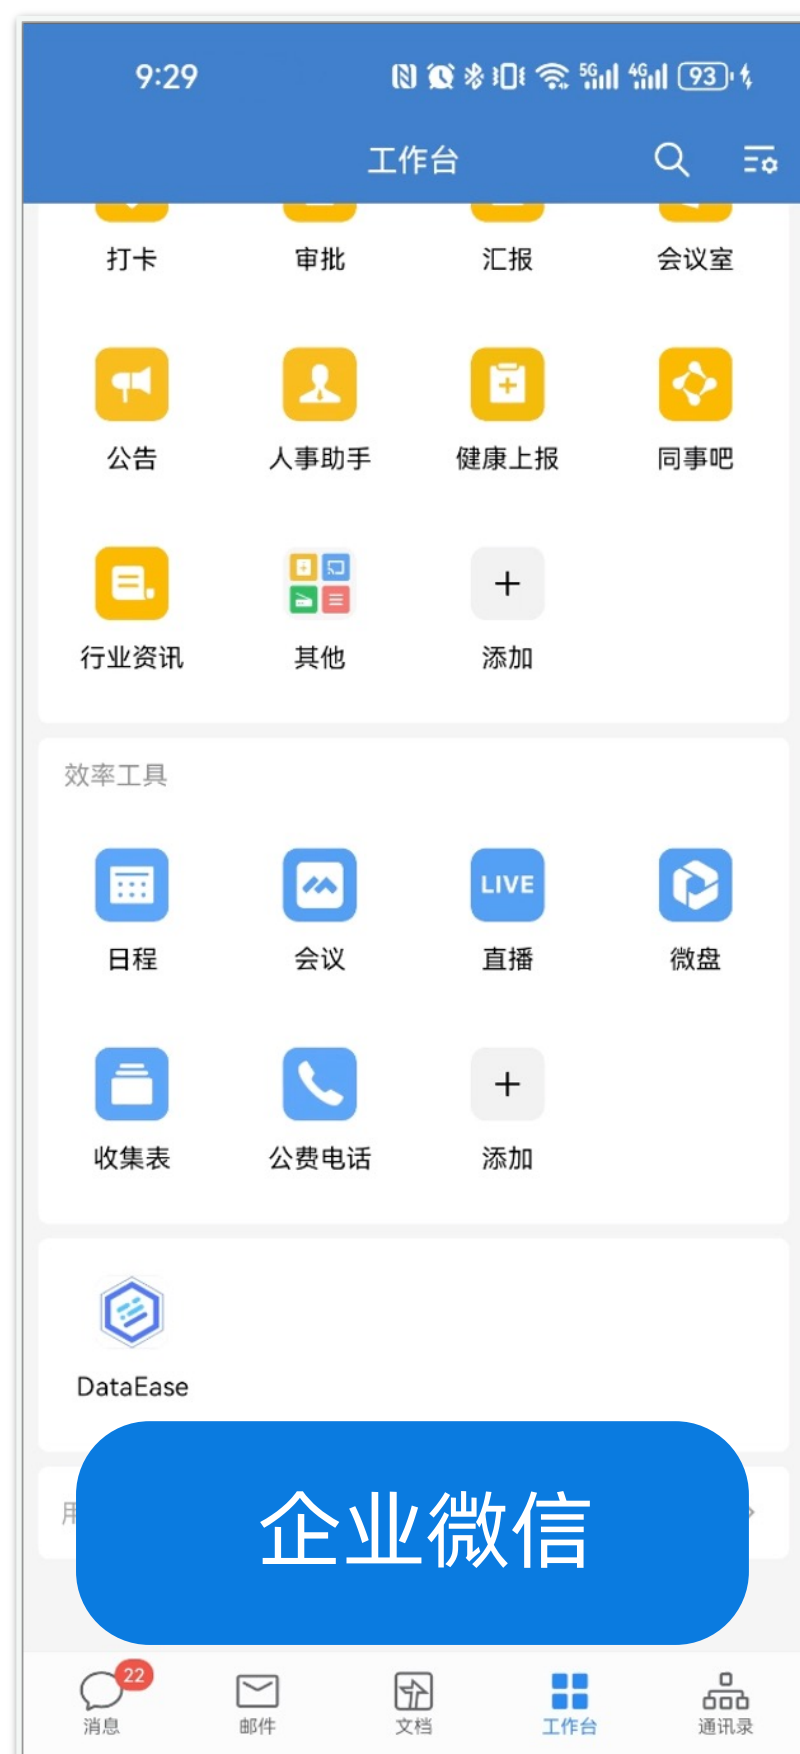 9:29 5G 4G 93
工作台
打卡 审批 汇报 会议室
公告 人事助手 健康上报 同事吧
行业资讯 其他 添加
效率工具
LIVE
日程 会议 直播 微盘
收集表 公费电话 添加
DataEase
企业微信
22
消息 邮件 文档 工作台 通讯录